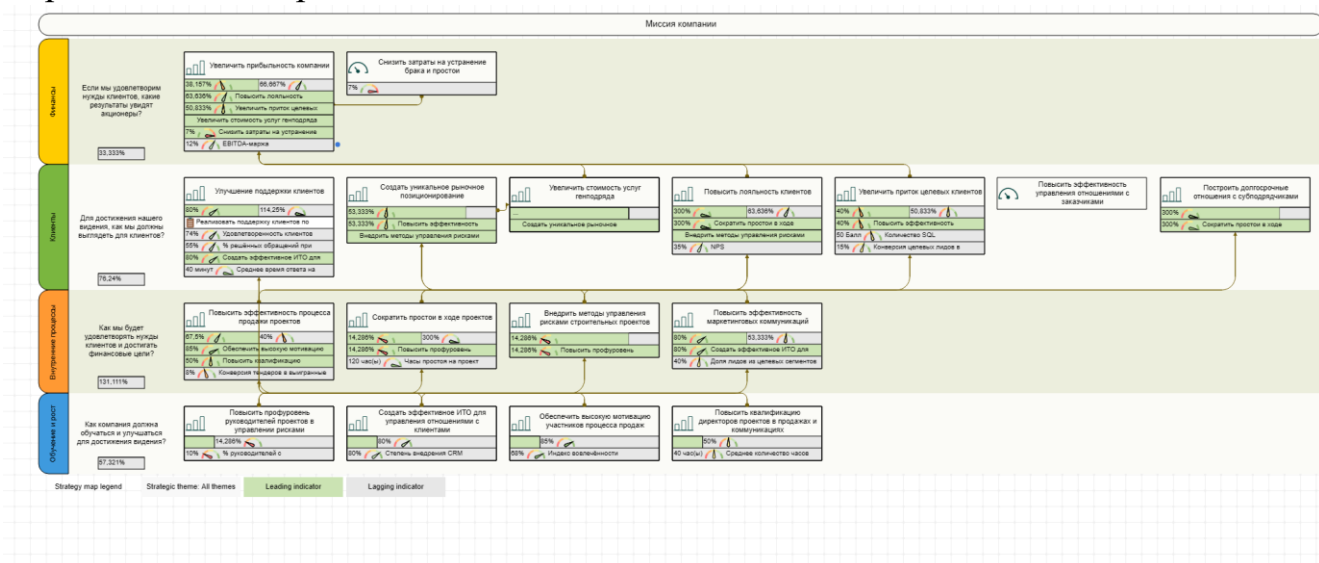 Миссия компании
Финансы
Если мы удовлетворим
нужды клиентов, какие
результаты увидят
акционеры?
33,333%
Увеличить прибыльность компании
38,157% 66,667%
63,636% Повысить лояльность
50,833% Увеличить приток целевых
Увеличить стоимость услуг генподряда
7% Снизить затраты на устранение
12% EBITDA-маржа
Снизить затраты на устранение
брака и простои
7%
Клиенты
Для достижения нашего
видения, как мы должны
выглядеть для клиентов?
76,24%
Улучшение поддержки клиентов
80% 114,25%
Реализовать поддержку клиентов по
74% Удовлетворенность клиентов
55% % решённых обращений при
80% Создать эффективное ИТО для
40 минут Среднее время ответа на
Создать уникальное рыночное
позиционирование
53,333%
53,333% Повысить эффективность
Внедрить методы управления рисками
Увеличить стоимость услуг
генподряда
...
Создать уникальное рыночное
Повысить лояльность клиентов
300% 63,636%
300% Сократить простои в ходе
Внедрить методы управления рисками
35% NPS
Увеличить приток целевых клиентов
40% 50,833%
40% Повысить эффективность
50 Балл Количество SQL
15% Конверсия целевых лидов в
Повысить эффективность
управления отношениями с
заказчиками
Построить долгосрочные
отношения с субподрядчиками
300%
300% Сократить простои в ходе
Внутренние процессы
Как мы будет
удовлетворять нужды
клиентов и достигать
финансовые цели?
131,111%
Повысить эффективность процесса
продажи проектов
67,5% 40%
85% Обеспечить высокую мотивацию
50% Повысить квалификацию
8% Конверсия тендеров в выигранные
Сократить простои в ходе проектов
14,286% 300%
14,286% Повысить профуровень
120 час(ы) Часы простоя на проект
Внедрить методы управления
рисками строительных проектов
14,286%
14,286% Повысить профуровень
Повысить эффективность
маркетинговых коммуникаций
80% 53,333%
80% Создать эффективное ИТО для
40% Доля лидов из целевых сегментов
Обучение и рост
Как компания должна
обучаться и улучшаться
для достижения видения?
57,321%
Повысить профуровень
руководителей проектов в
управлении рисками
14,286%
10% % руководителей с
Создать эффективное ИТО для
управления отношениями с
клиентами
80%
80% Степень внедрения CRM
Обеспечить высокую мотивацию
участников процесса продаж
85%
68% Индекс вовлечённости
Повысить квалификацию
директоров проектов в продажах и
коммуникациях
50%
40 час(ы) Среднее количество часов
Strategy map legend
Strategic theme: All themes
Leading indicator
Lagging indicator